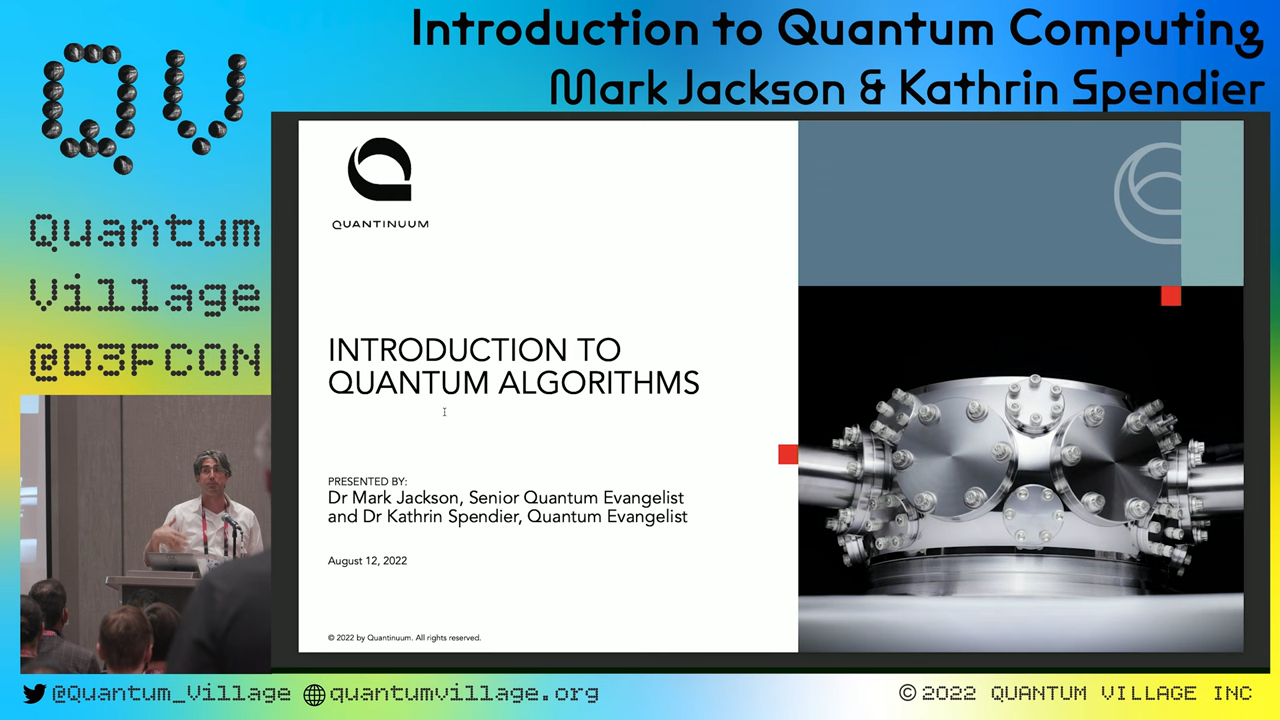 Introduction to Quantum Computing
Mark Jackson & Kathrin Spendier
QV
Quantum
Village
@D3FCON
QUANTINUUM
INTRODUCTION TO
QUANTUM ALGORITHMS
PRESENTED BY:
Dr Mark Jackson, Senior Quantum Evangelist
and Dr Kathrin Spendier, Quantum Evangelist
August 12, 2022
© 2022 by Quantinuum. All rights reserved.
@Quantum_Village quantumvillage.org
© 2022 QUANTUM VILLAGE INC